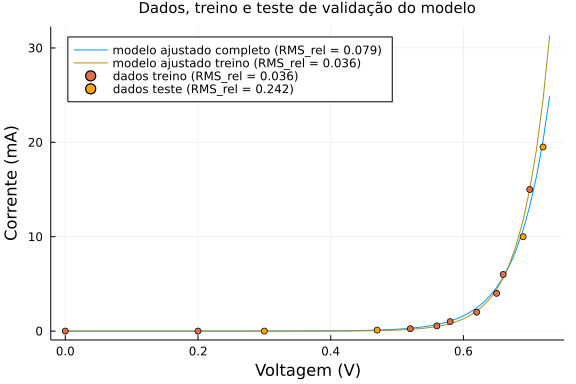 Dados, treino e teste de validação do modelo
modelo ajustado completo (RMS_rel = 0.079)
modelo ajustado treino (RMS_rel = 0.036)
dados treino (RMS_rel = 0.036)
dados teste (RMS_rel = 0.242)
Corrente (mA)
30
20
10
0
0.0
0.2
0.4
0.6
Voltagem (V)